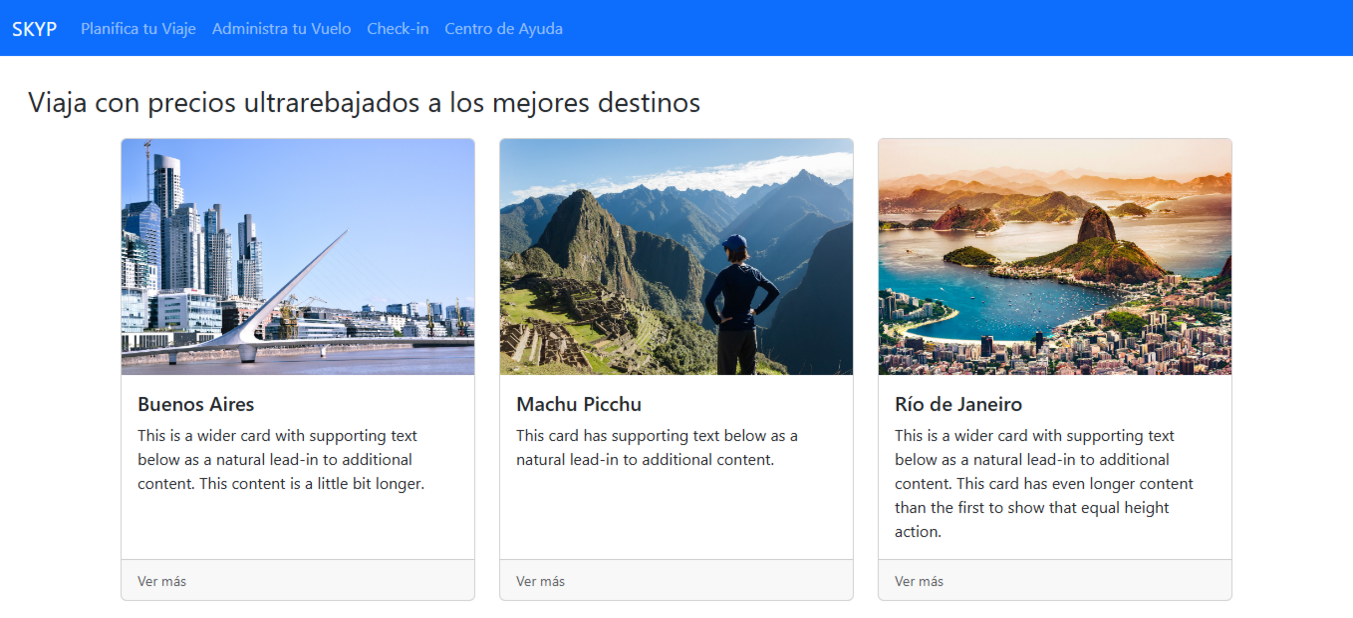 SKYP Planifica tu Viaje Administra tu Vuelo Check-in Centro de Ayuda
Viaja con precios ultrarebajados a los mejores destinos
Buenos Aires
This is a wider card with supporting text
below as a natural lead-in to additional
content. This content is a little bit longer.
Ver más
Machu Picchu
This card has supporting text below as a
natural lead-in to additional content.
Ver más
Río de Janeiro
This is a wider card with supporting text
below as a natural lead-in to additional
content. This card has even longer content
than the first to show that equal height
action.
Ver más